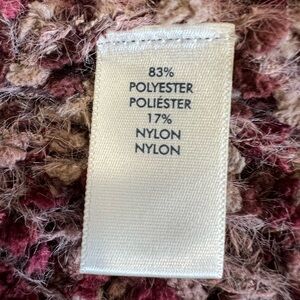 83%
POLYESTER
POLIÉSTER
17%
NYLON
NYLON